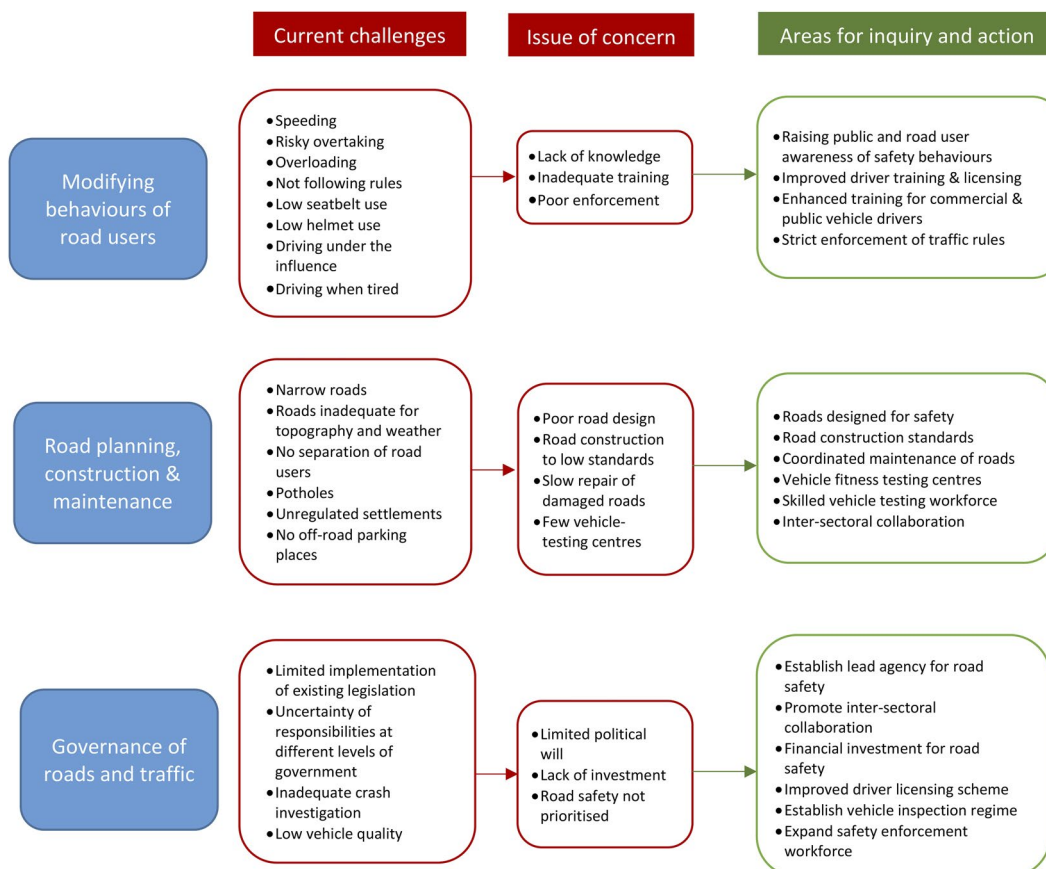 Current challenges
Issue of concern
Areas for inquiry and action
Modifying
behaviours of
road users
•Speeding
•Risky overtaking
•Overloading
•Not following rules
•Low seatbelt use
•Low helmet use
•Driving under the
influence
•Driving when tired
•Lack of knowledge
•Inadequate training
•Poor enforcement
•Raising public and road user
awareness of safety behaviours
•Improved driver training & licensing
•Enhanced training for commercial &
public vehicle drivers
•Strict enforcement of traffic rules
Road planning,
construction &
maintenance
•Narrow roads
•Roads inadequate for
topography and weather
•No separation of road
users
•Potholes
•Unregulated settlements
•No off-road parking
places
•Poor road design
•Road construction
to low standards
•Slow repair of
damaged roads
•Few vehicle-
testing centres
•Roads designed for safety
•Road construction standards
•Coordinated maintenance of roads
•Vehicle fitness testing centres
•Skilled vehicle testing workforce
•Inter-sectoral collaboration
Governance of
roads and traffic
•Limited implementation
of existing legislation
•Uncertainty of
responsibilities at
different levels of
government
•Inadequate crash
investigation
•Low vehicle quality
•Limited political
will
•Lack of investment
•Road safety not
prioritised
•Establish lead agency for road
safety
•Promote inter-sectoral
collaboration
•Financial investment for road
safety
•Improved driver licensing scheme
•Establish vehicle inspection regime
•Expand safety enforcement
workforce